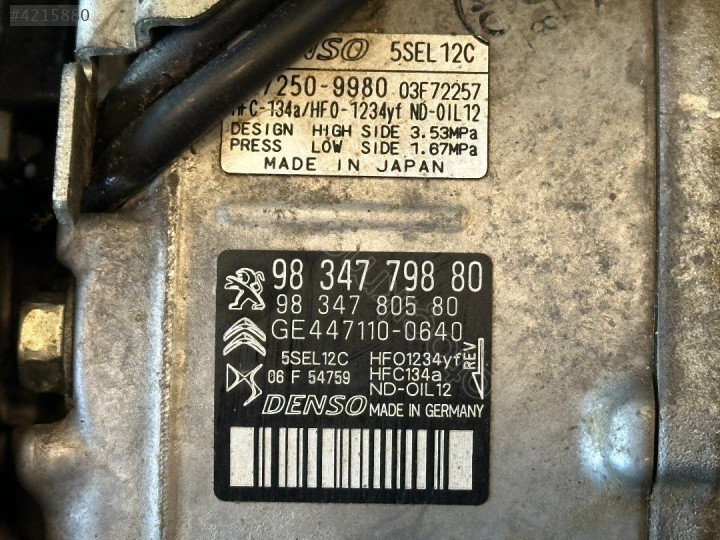 #4215880
DENSO 5SEL12C
7250-9980 03F72257
HFC-134a/HFO-1234yf ND-OIL12
DESIGN HIGH SIDE 3.53MPa
PRESS LOW SIDE 1.67MPa
MADE IN JAPAN
98 347 798 80
98 347 805 80
GE447110-0640
5SEL12C HFO1234yf
06 F 54759 HFC134a
ND-OIL12
REV
DENSO MADE IN GERMANY